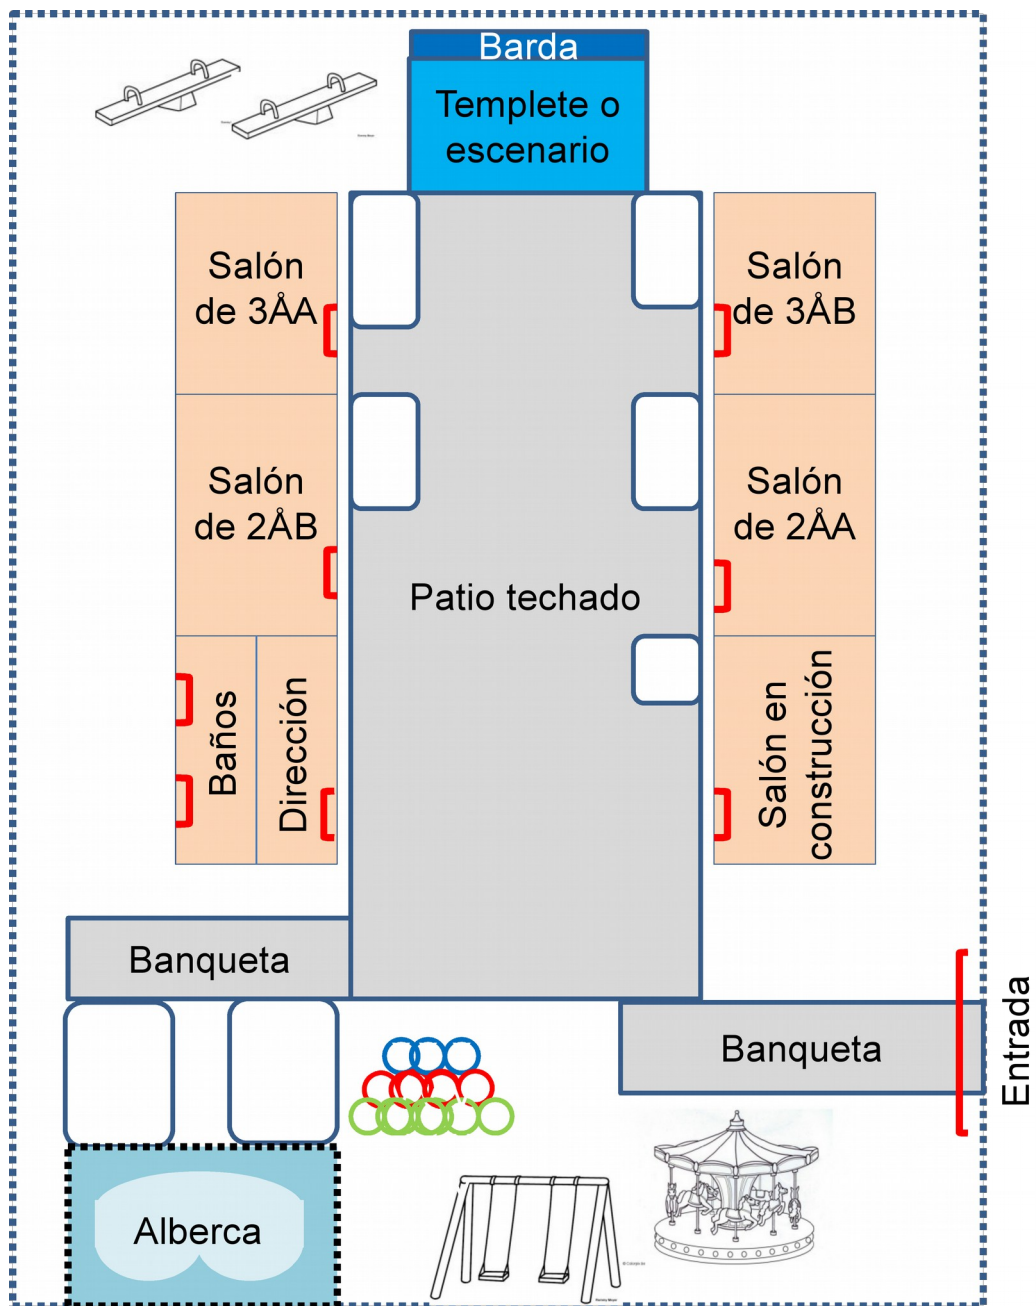 Barda
Templete o
escenario
Salón
de 3ÅA
Salón
de 3ÅB
Salón
de 2ÅB
Salón
de 2ÅA
Patio techado
Baños
Dirección
Salón en
construcción
Banqueta
Banqueta
Entrada
Alberca